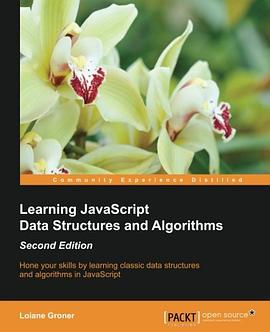 Community Experience Distilled
Learning JavaScript
Data Structures and Algorithms
Second Edition
Hone your skills by learning classic data structures
and algorithms in JavaScript
Loiane Groner
PACKT
PUBLISHING
open source